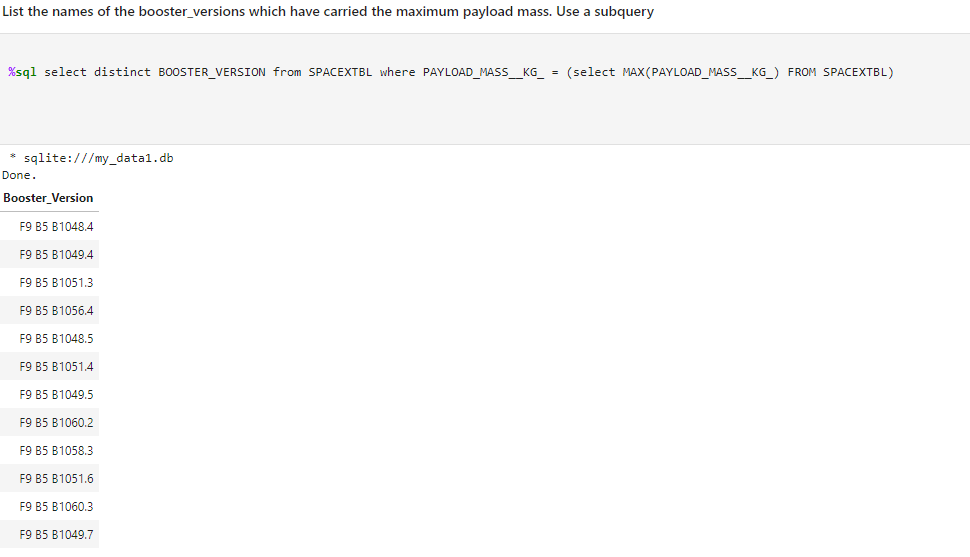 List the names of the booster_versions which have carried the maximum payload mass. Use a subquery
%sql select distinct BOOSTER_VERSION from SPACEXTBL where PAYLOAD_MASS__KG_ = (select MAX(PAYLOAD_MASS__KG_) FROM SPACEXTBL)
* sqlite:///my_data1.db
Done.
Booster_Version
F9 B5 B1048.4
F9 B5 B1049.4
F9 B5 B1051.3
F9 B5 B1056.4
F9 B5 B1048.5
F9 B5 B1051.4
F9 B5 B1049.5
F9 B5 B1060.2
F9 B5 B1058.3
F9 B5 B1051.6
F9 B5 B1060.3
F9 B5 B1049.7